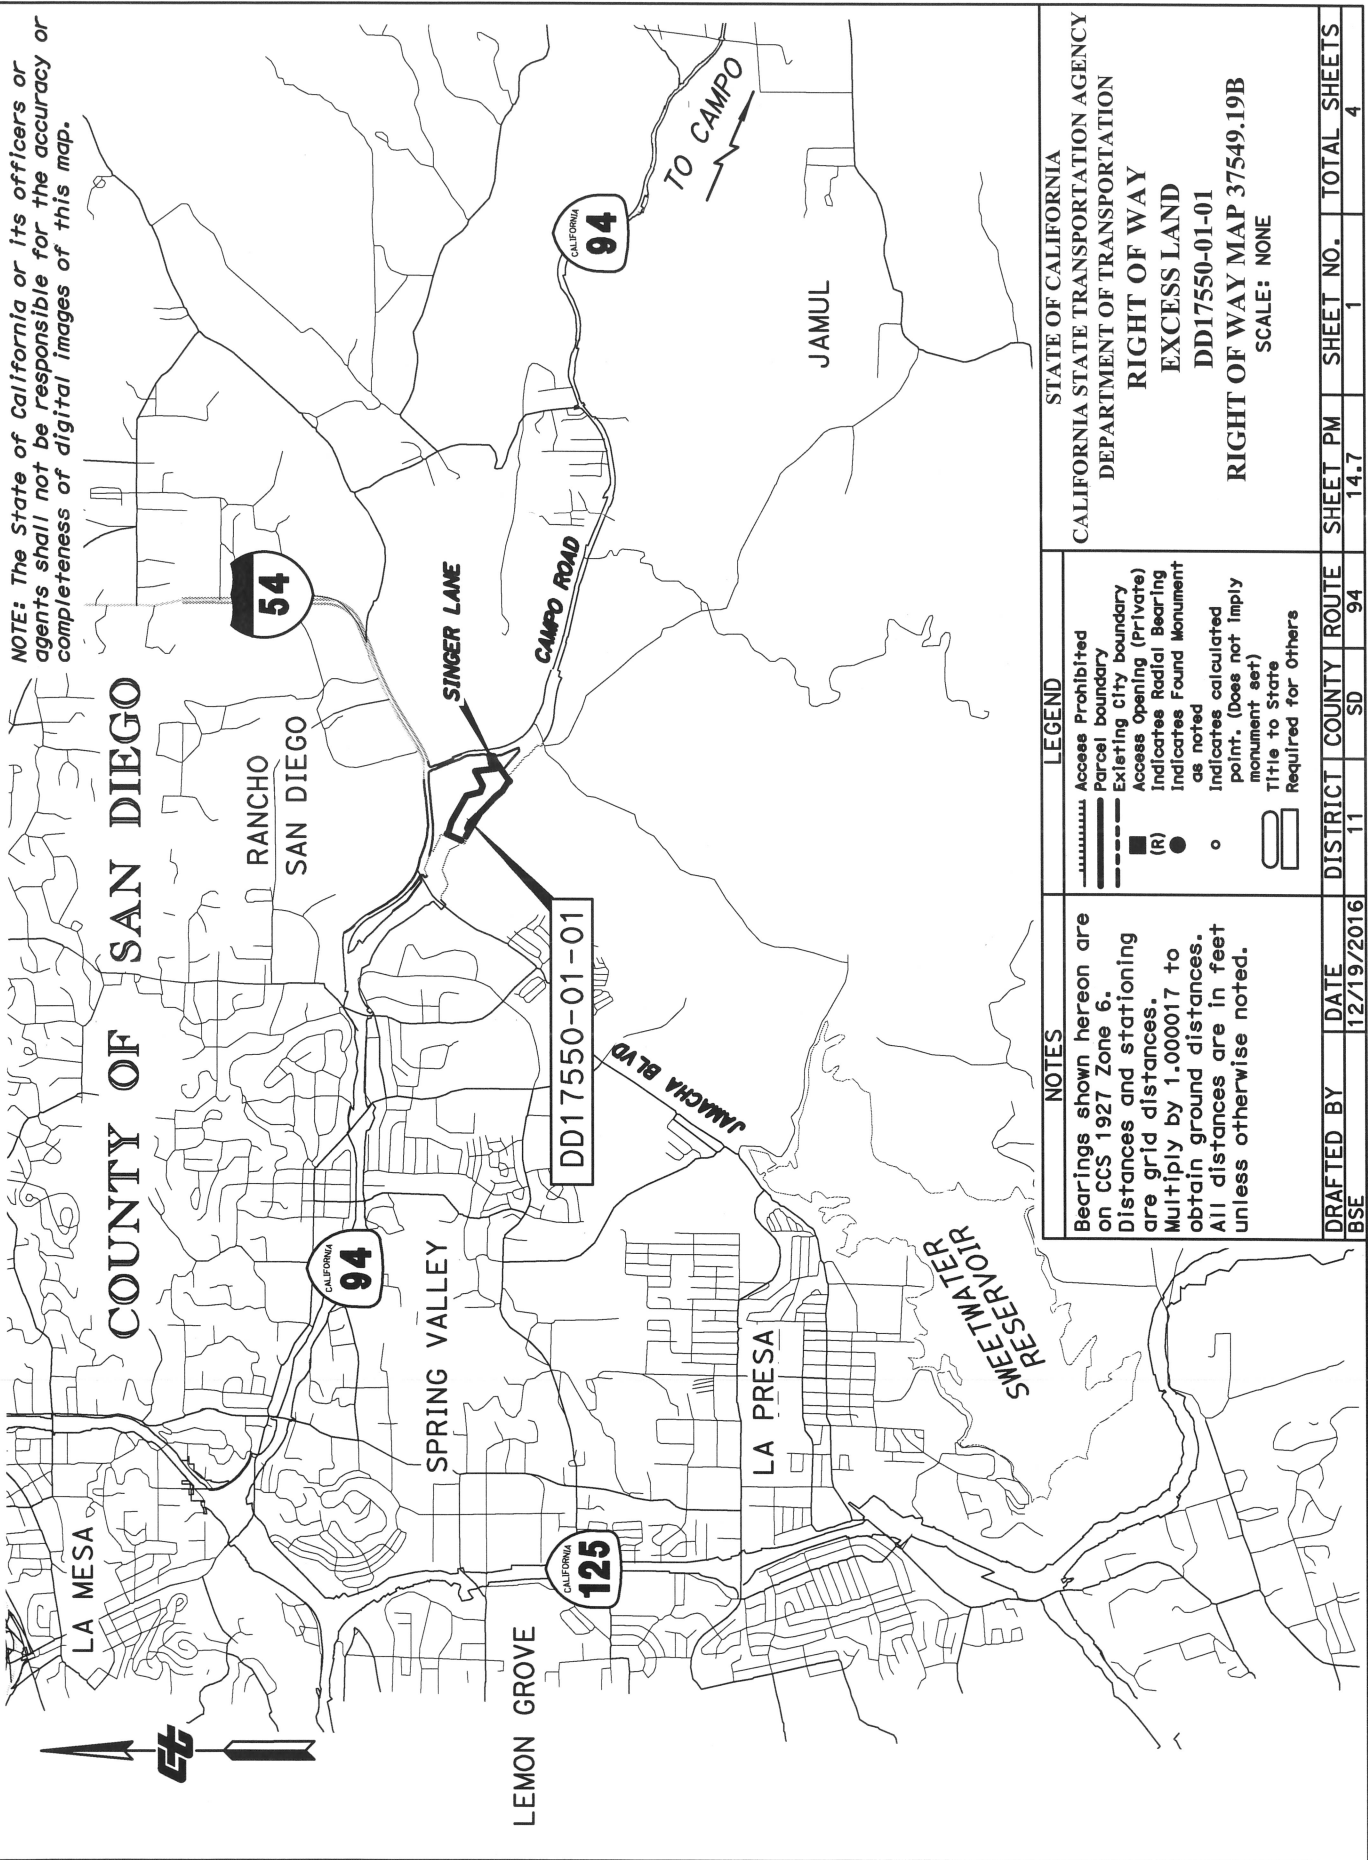 NOTE: The State of California or its officers or
agents shall not be responsible for the accuracy or
completeness of digital images of this map.
COUNTY OF SAN DIEGO
LA MESA
CALIFORNIA
94
RANCHO
SAN DIEGO
54
SINGER LANE
CAMPO ROAD
CALIFORNIA
94
TO CAMPO
SPRING VALLEY
LEMON GROVE
CALIFORNIA
125
DD17550-01-01
JAMACHA BLVD
JAMUL
LA PRESA
SWEETWATER
RESERVOIR
ct
NOTES
Bearings shown hereon are
on CCS 1927 Zone 6.
Distances and stationing
are grid distances.
Multiply by 1.000017 to
obtain ground distances.
All distances are in feet
unless otherwise noted.
LEGEND
Access Prohibited
Parcel boundary
Existing City boundary
Access Opening (Private)
(R) Indicates Radial Bearing
Indicates Found Monument
as noted
Indicates calculated
point. (Does not imply
monument set)
Title to State
Required for Others
STATE OF CALIFORNIA
CALIFORNIA STATE TRANSPORTATION AGENCY
DEPARTMENT OF TRANSPORTATION
RIGHT OF WAY
EXCESS LAND
DD17550-01-01
RIGHT OF WAY MAP 37549.19B
SCALE: NONE
DRAFTED BY DATE DISTRICT COUNTY ROUTE SHEET PM SHEET NO. TOTAL SHEETS
BSE 12/19/2016 11 SD 94 14.7 1 4